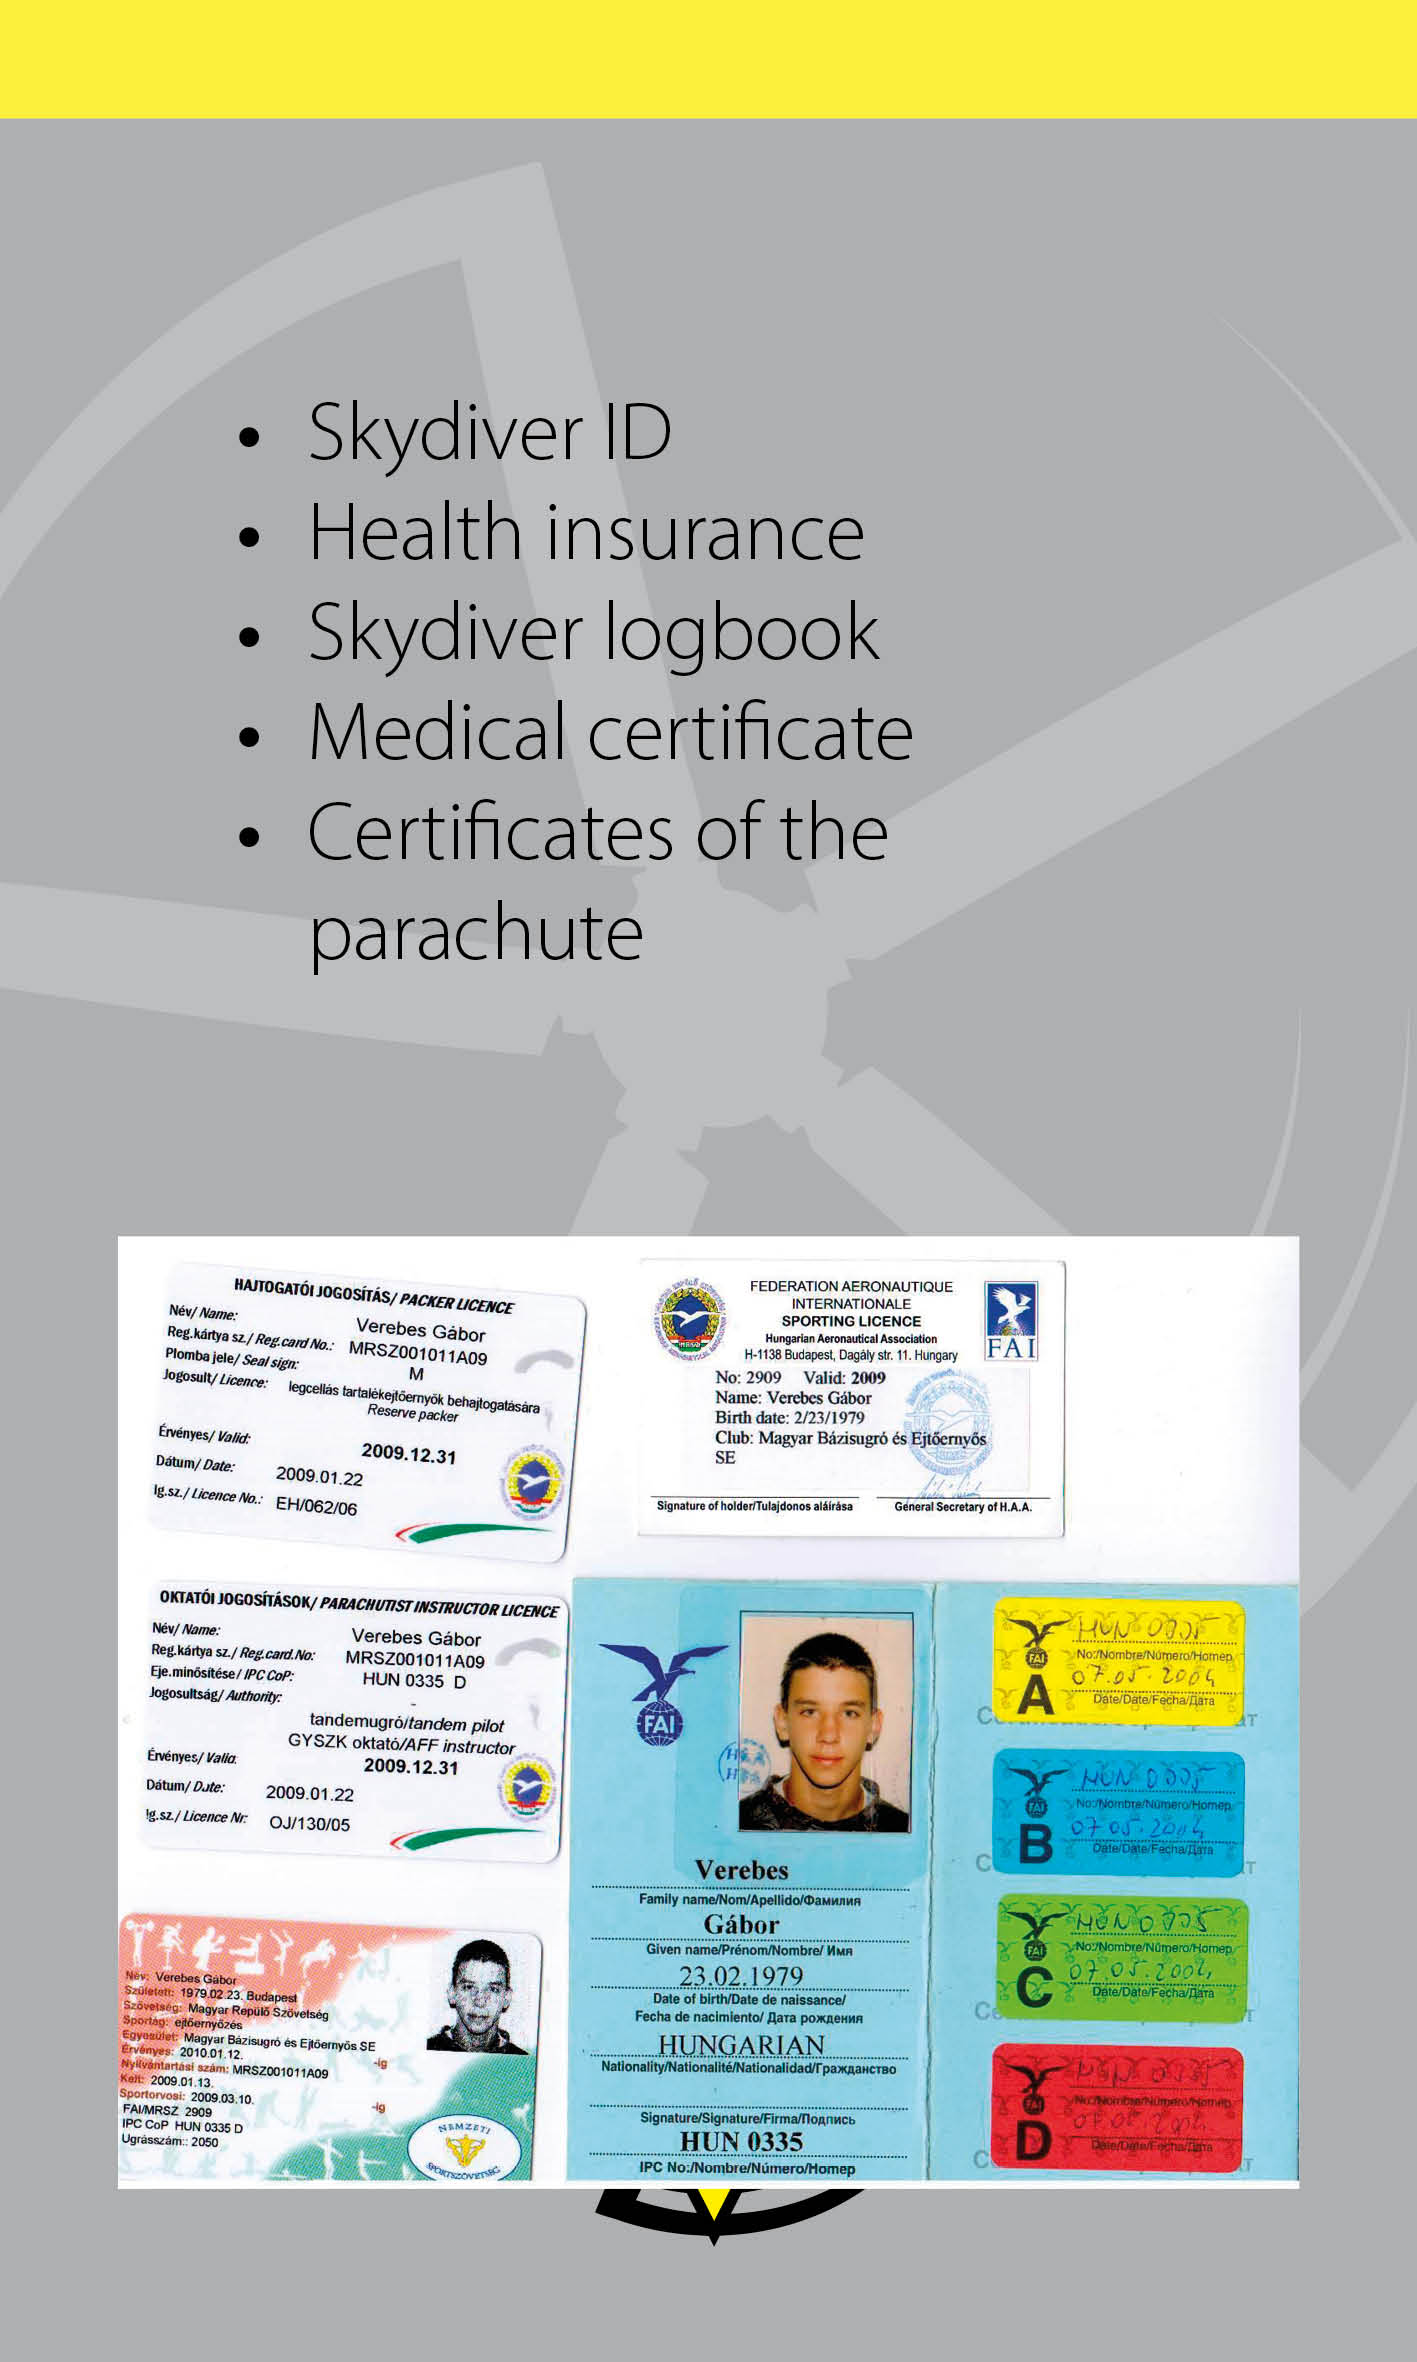 • Skydiver ID
• Health insurance
• Skydiver logbook
• Medical certificate
• Certificates of the
parachute
HAJTOGATÓI JOGOSÍTÁS/ PACKER LICENCE
Név/ Name: Verebes Gábor
Reg.kártya sz./ Reg.card No.: MRSZ001011A09
Plomba jele/ Seal sign: M
Jogosult/ Licence: legcellás tartalékejtőernyők behajtogatására
Reserve packer
Érvényes/ Valid: 2009.12.31
Dátum/ Date: 2009.01.22
Ig.sz./ Licence No.: EH/062/06
FEDERATION AERONAUTIQUE
INTERNATIONALE
SPORTING LICENCE
Hungarian Aeronautical Association
H-1138 Budapest, Dagály str. 11. Hungary
FAI
No: 2909 Valid: 2009
Name: Verebes Gábor
Birth date: 2/23/1979
Club: Magyar Bázisugró és Ejtőernyős
SE
Signature of holder/Tulajdonos aláírása
General Secretary of H.A.A.
OKTATÓI JOGOSÍTÁSOK/ PARACHUTIST INSTRUCTOR LICENCE
Név/ Name: Verebes Gábor
Reg.kártya sz./ Reg.card.No: MRSZ001011A09
Eje.minősítése/ IPC CoP: HUN 0335 D
Jogosultság/ Authority: -
tandemugró/tandem pilot
GYSZK oktató/AFF instructor
Érvényes/ Valid: 2009.12.31
Dátum/ Date: 2009.01.22
Ig.sz./ Licence Nr: OJ/130/05
Név: Verebes Gábor
Született: 1979.02.23. Budapest
Szövetség: Magyar Repülő Szövetség
Sportág: ejtőernyőzés
Egyesület: Magyar Bázisugró és Ejtőernyős SE
Érvényes: 2010.01.12. -ig
Nyilvántartási szám: MRSZ001011A09
Kelt: 2009.01.13.
Sportorvosi: 2009.03.10. -ig
FAI/MRSZ 2909
IPC CoP HUN 0335 D
Ugrásszám:: 2050
NEMZETI
SPORTSZÖVETSÉG
FAI
Verebes
Family name/Nom/Apellido/Фамилия
Gábor
Given name/Prénom/Nombre/ Имя
23.02.1979
Date of birth/Date de naissance/
Fecha de nacimiento/ Дата рождения
HUNGARIAN
Nationality/Nationalité/Nationalidad/Гражданство
Signature/Signature/Firma/Подпись
HUN 0335
IPC No:/Nombre/Número/Номер
HUN 0335
FAI
No:/Nombre/Número/Номер
07.05.2004
A
Date/Date/Fecha/Дата
HUN 0335
FAI
No:/Nombre/Número/Номер
07 05.2004
B
Date/Date/Fecha/Дата
HUN 0335
FAI
No:/Nombre/Número/Номер
07.05.2004
C
Date/Date/Fecha/Дата
HUN 0335
FAI
No:/Nombre/Número/Номер
D
Date/Date/Fecha/Дата